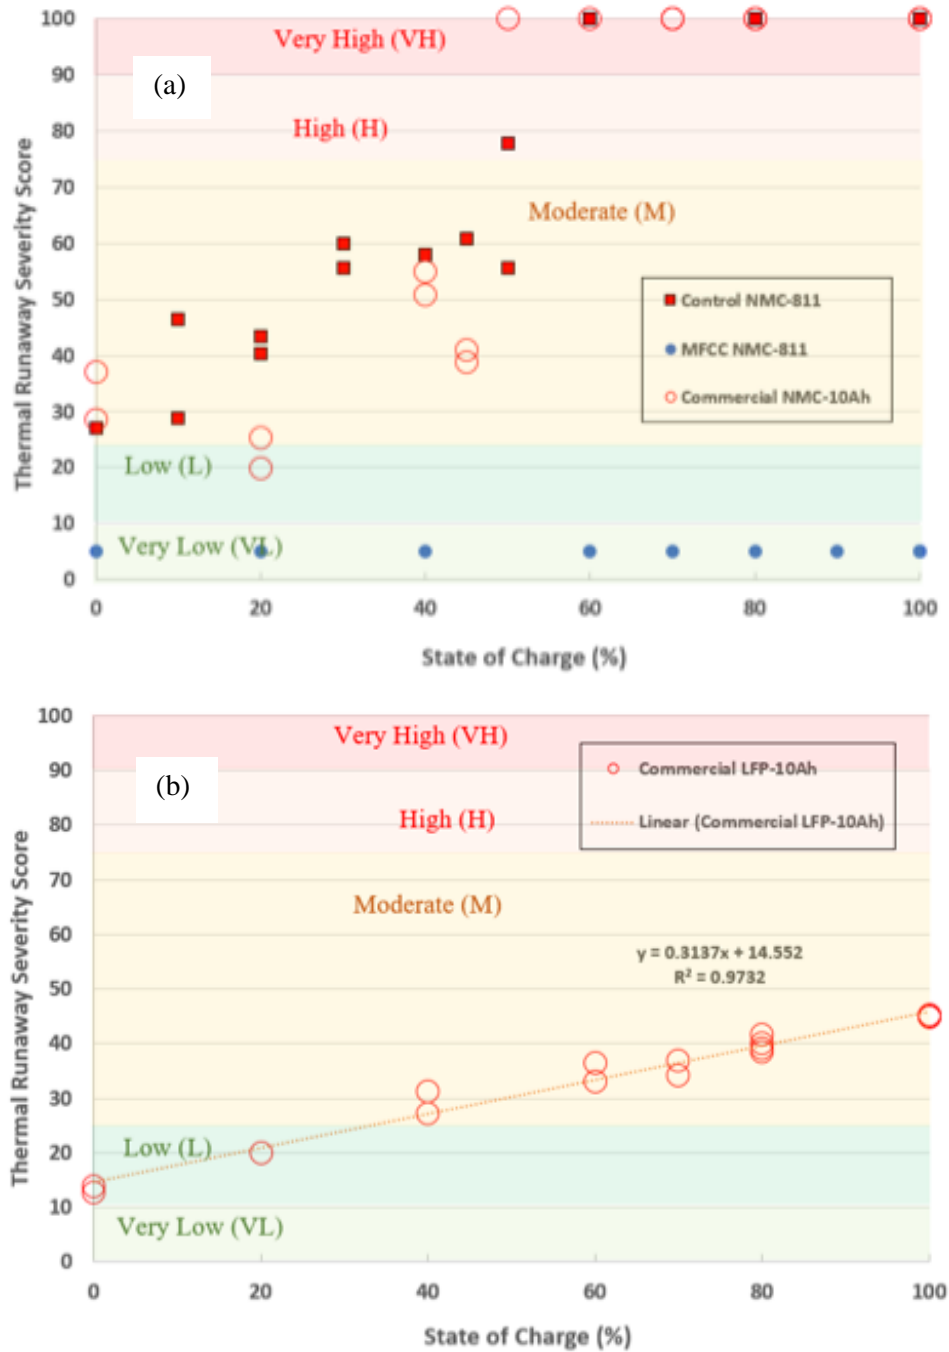 100
Very High (VH)
(a)
90
80
High (H)
70
Moderate (M)
60
50
Control NMC-811
40
MFCC NMC-811
30
Commercial NMC-10Ah
20
Low (L)
10
Very Low (VL)
0
Thermal Runaway Severity Score
0 20 40 60 80 100
State of Charge (%)
100
Very High (VH)
90
(b)
Commercial LFP-10Ah
80
High (H)
Linear (Commercial LFP-10Ah)
70
Moderate (M)
60
y = 0.3137x + 14.552
R² = 0.9732
50
40
30
20
Low (L)
10
Very Low (VL)
0
Thermal Runaway Severity Score
0 20 40 60 80 100
State of Charge (%)